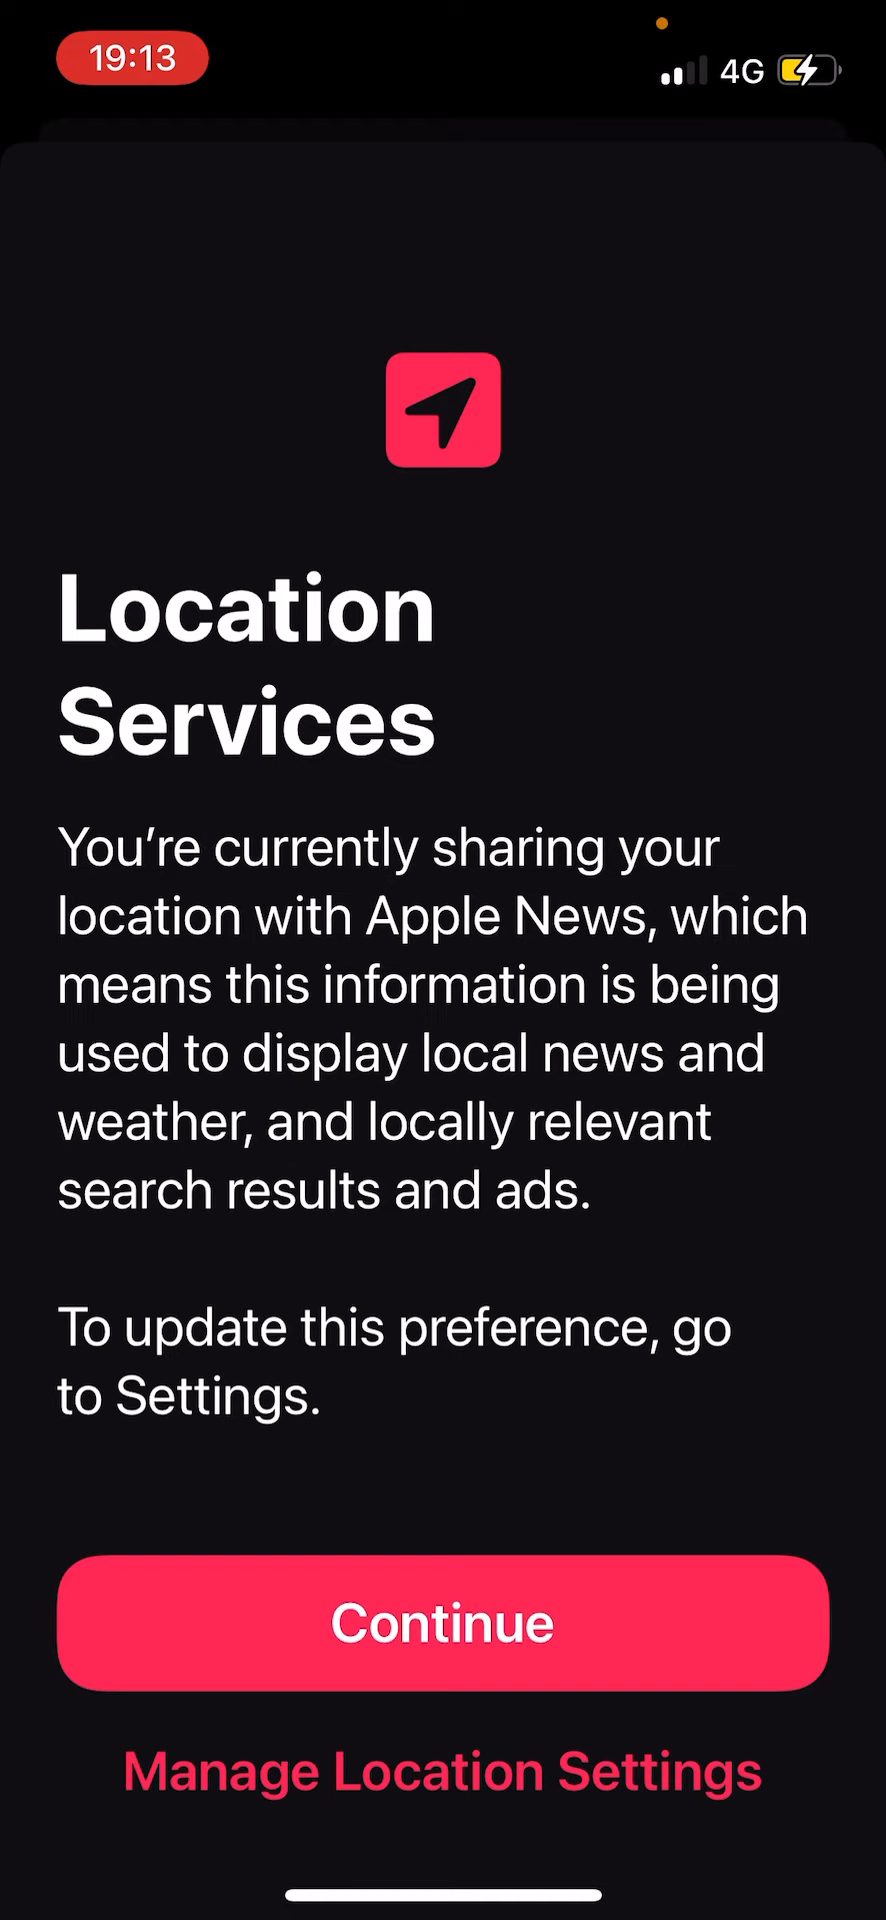 19:13
4G
Location
Services
You’re currently sharing your
location with Apple News, which
means this information is being
used to display local news and
weather, and locally relevant
search results and ads.
To update this preference, go
to Settings.
Continue
Manage Location Settings